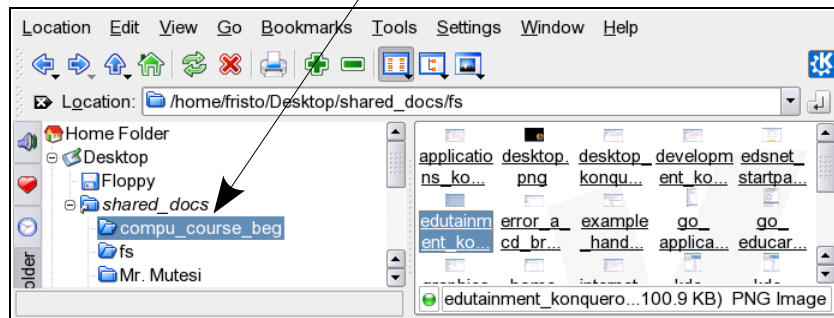 Location Edit View Go Bookmarks Tools Settings Window Help
Location: /home/fristo/Desktop/shared_docs/fs
Home Folder
Desktop
Floppy
shared_docs
compu_course_beg
fs
Mr. Mutesi
older
applicatio desktop. desktop_ developm edsnet_
ns_ko... png konqu... ent_ko... startpa...
edutainm error_a_ example go_ go_
ent_ko... cd_br... _hand... applica... educar...
edutainment_konquero...100.9 KB) PNG Image